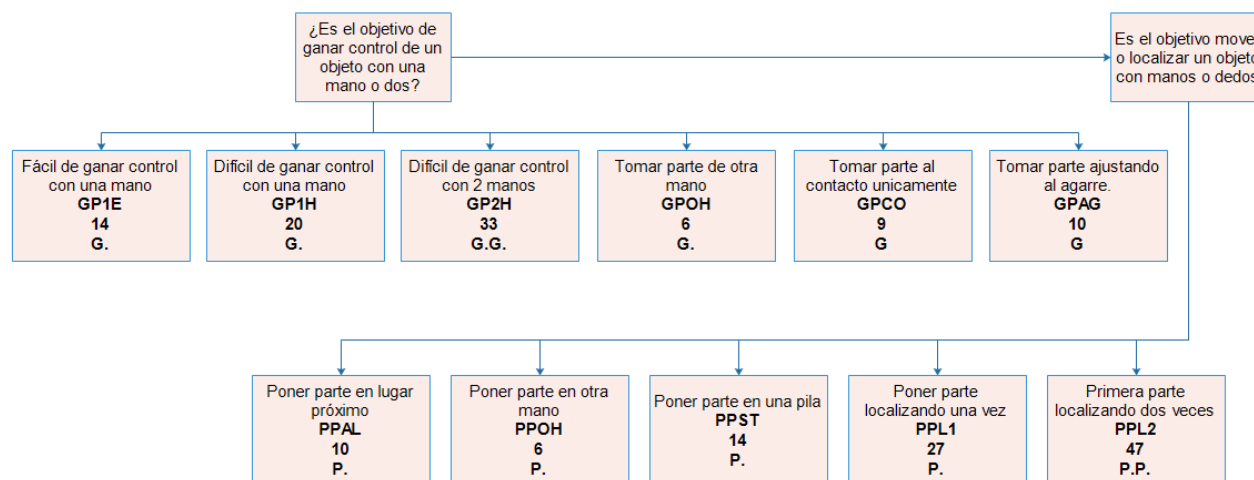 ¿Es el objetivo de
ganar control de un
objeto con una
mano o dos?
Es el objetivo move
o localizar un objeto
con manos o dedos
Fácil de ganar control
con una mano
GP1E
14
G.
Difícil de ganar control
con una mano
GP1H
20
G.
Difícil de ganar control
con 2 manos
GP2H
33
G.G.
Tomar parte de otra
mano
GPOH
6
G.
Tomar parte al
contacto unicamente
GPCO
9
G
Tomar parte ajustando
al agarre.
GPAG
10
G
Poner parte en lugar
próximo
PPAL
10
P.
Poner parte en otra
mano
PPOH
6
P.
Poner parte en una pila
PPST
14
P.
Poner parte
localizando una vez
PPL1
27
P.
Primera parte
localizando dos veces
PPL2
47
P.P.